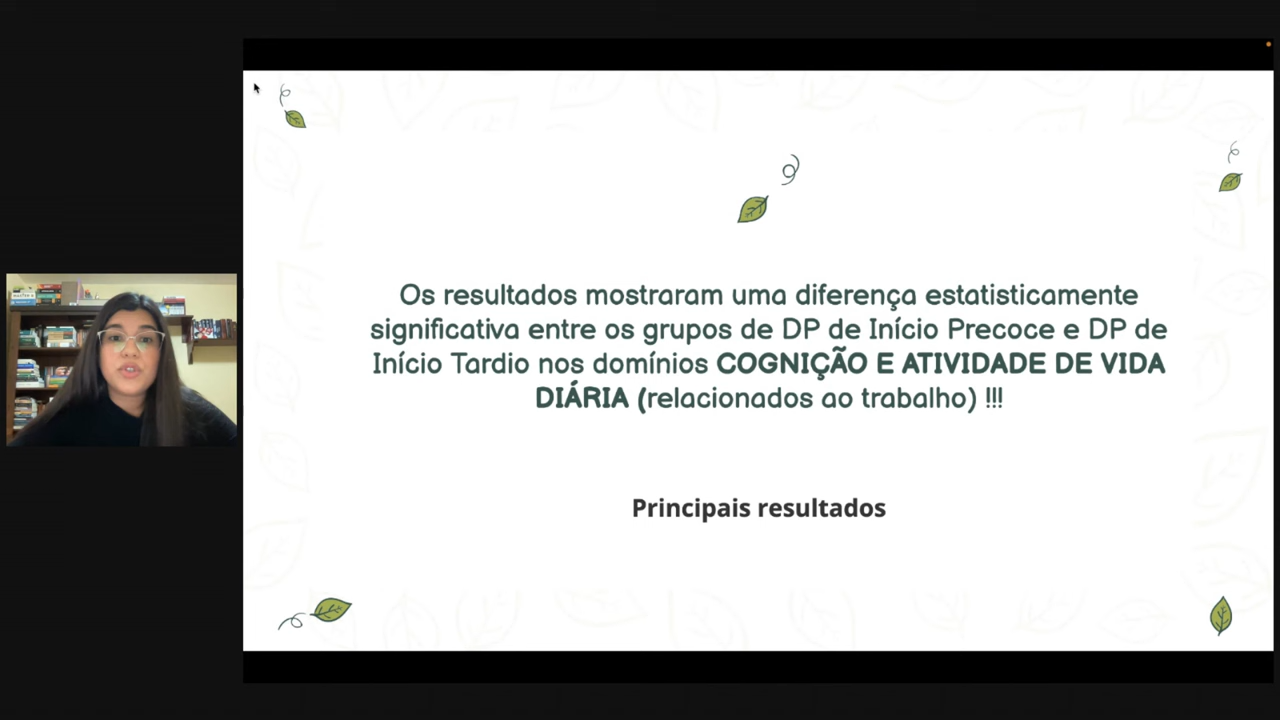 Os resultados mostraram uma diferença estatisticamente
significativa entre os grupos de DP de Início Precoce e DP de
Início Tardio nos domínios COGNIÇÃO E ATIVIDADE DE VIDA
DIÁRIA (relacionados ao trabalho) !!!
Principais resultados